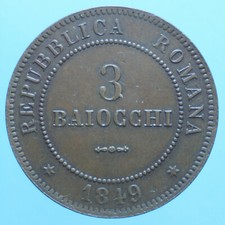 REPUBBLICA ROMANA
3
BAIOCCHI
1849